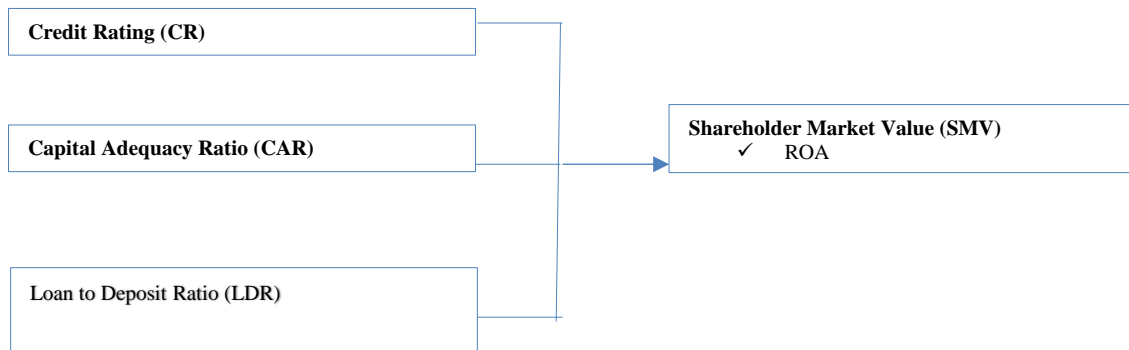 Credit Rating (CR)
Capital Adequacy Ratio (CAR)
Shareholder Market Value (SMV)
✓ ROA
Loan to Deposit Ratio (LDR)